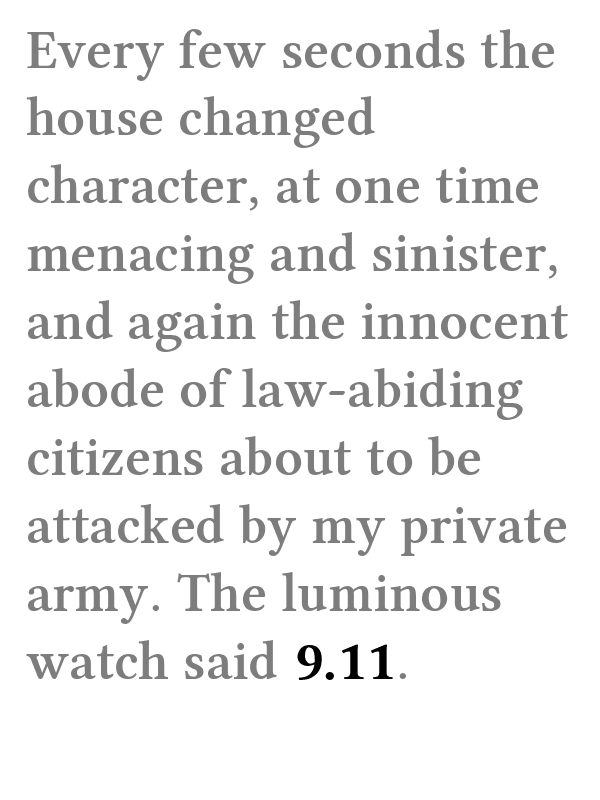 Every few seconds the
house changed
character, at one time
menacing and sinister,
and again the innocent
abode of law-abiding
citizens about to be
attacked by my private
army. The luminous
watch said 9.11.